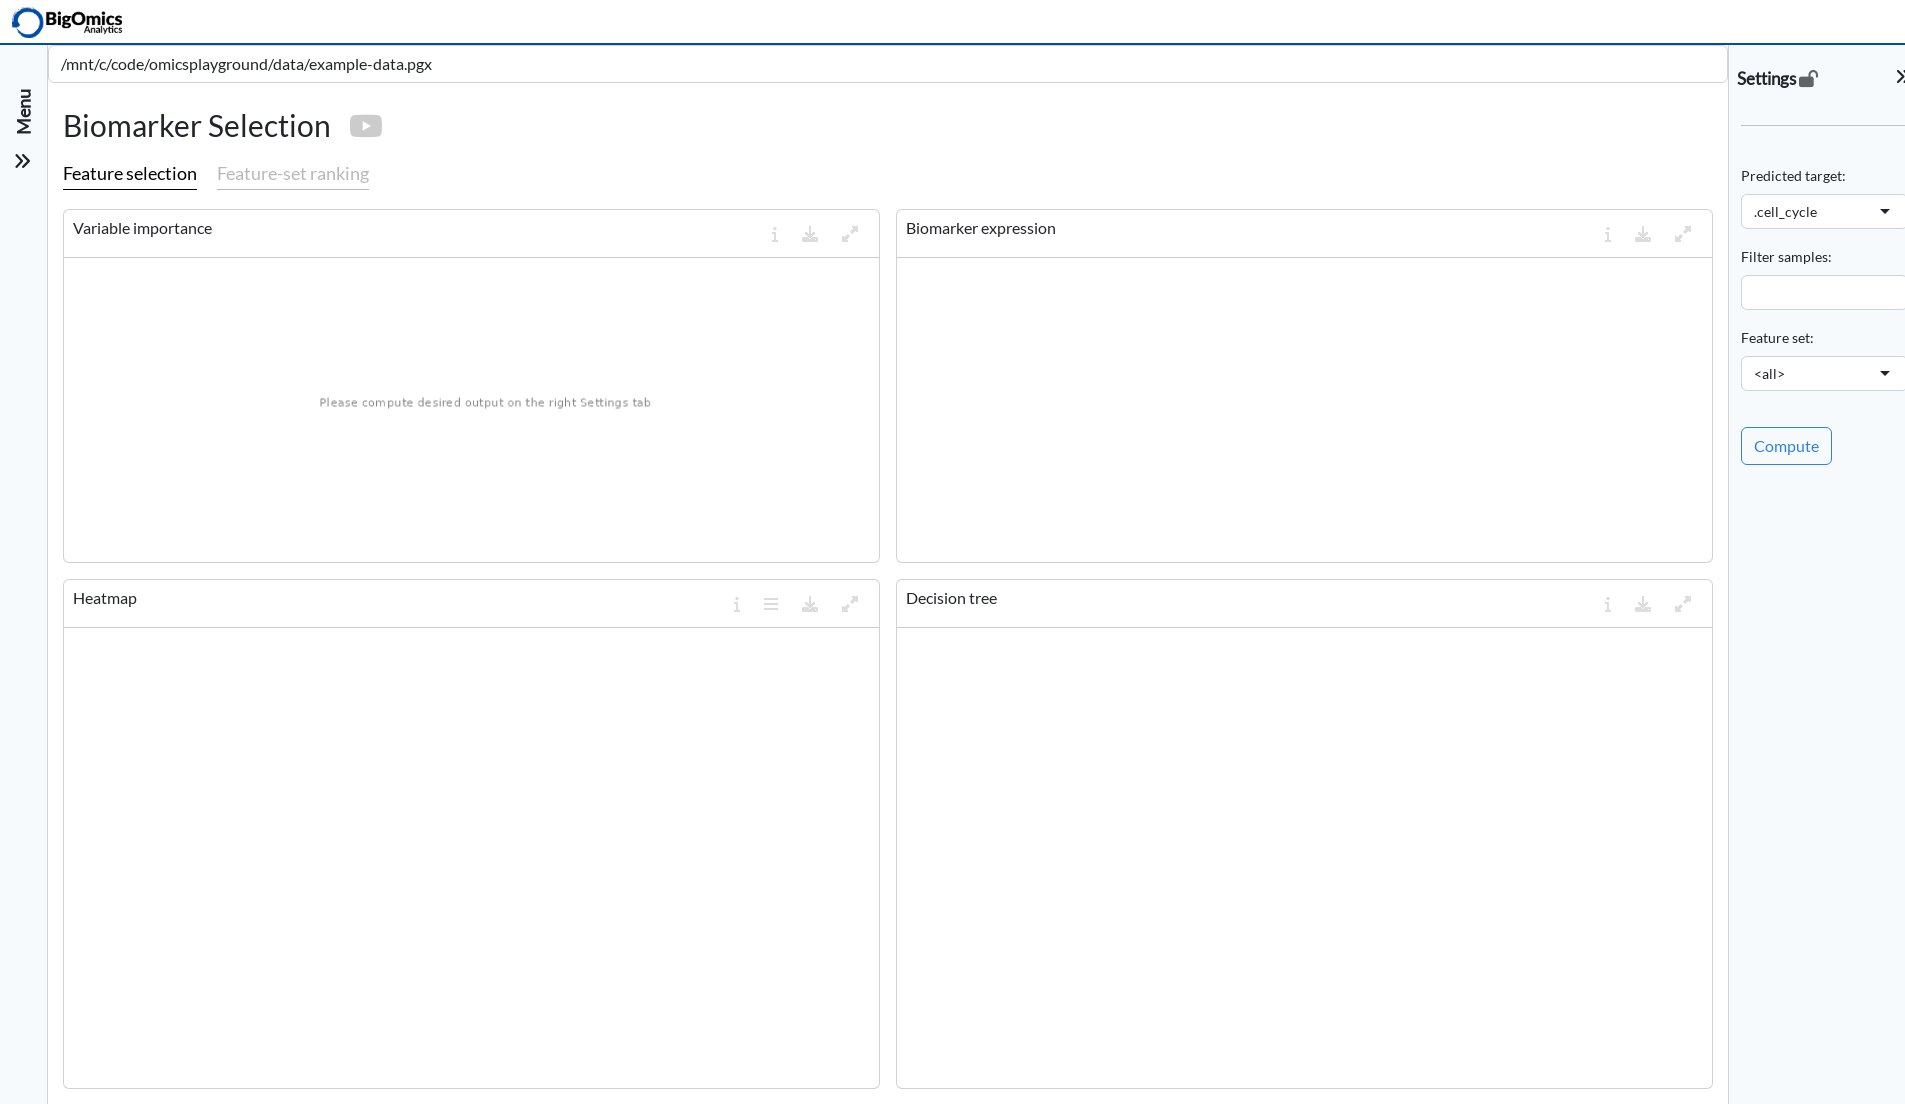 BigOmics
Analytics
Menu
/mnt/c/code/omicsplayground/data/example-data.pgx
Biomarker Selection
Feature selection
Feature-set ranking
Variable importance
Please compute desired output on the right Settings tab
Biomarker expression
Heatmap
Decision tree
Settings
Predicted target:
.cell_cycle
Filter samples:
Feature set:
<all>
Compute